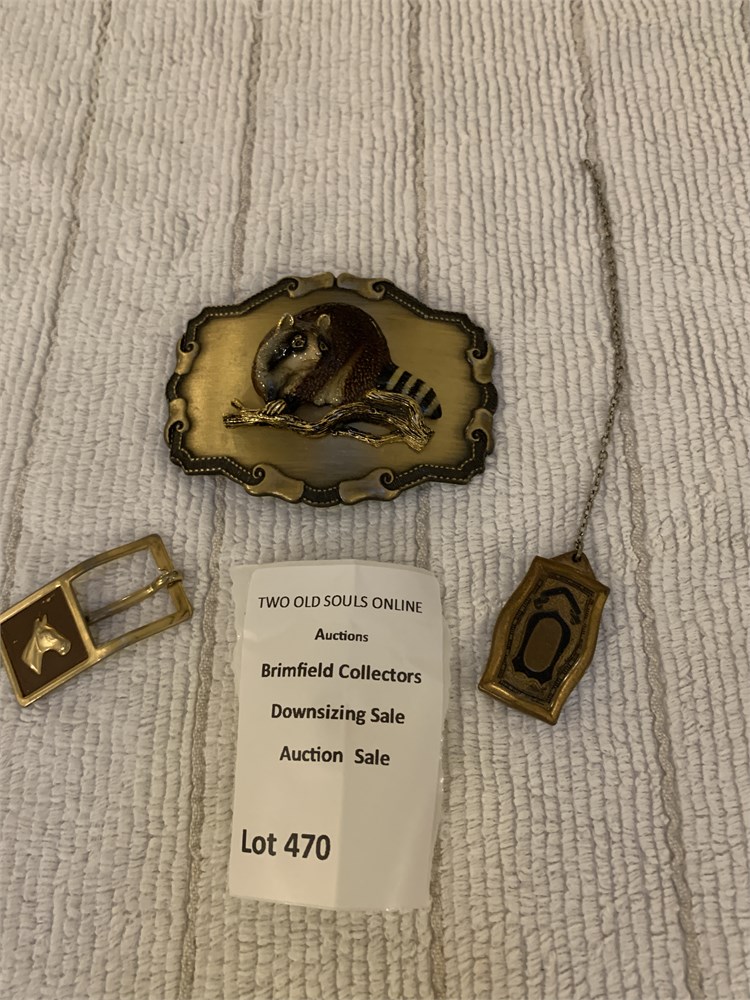 TWO OLD SOULS ONLINE
Auctions
Brimfield Collectors
Downsizing Sale
Auction Sale
Lot 470